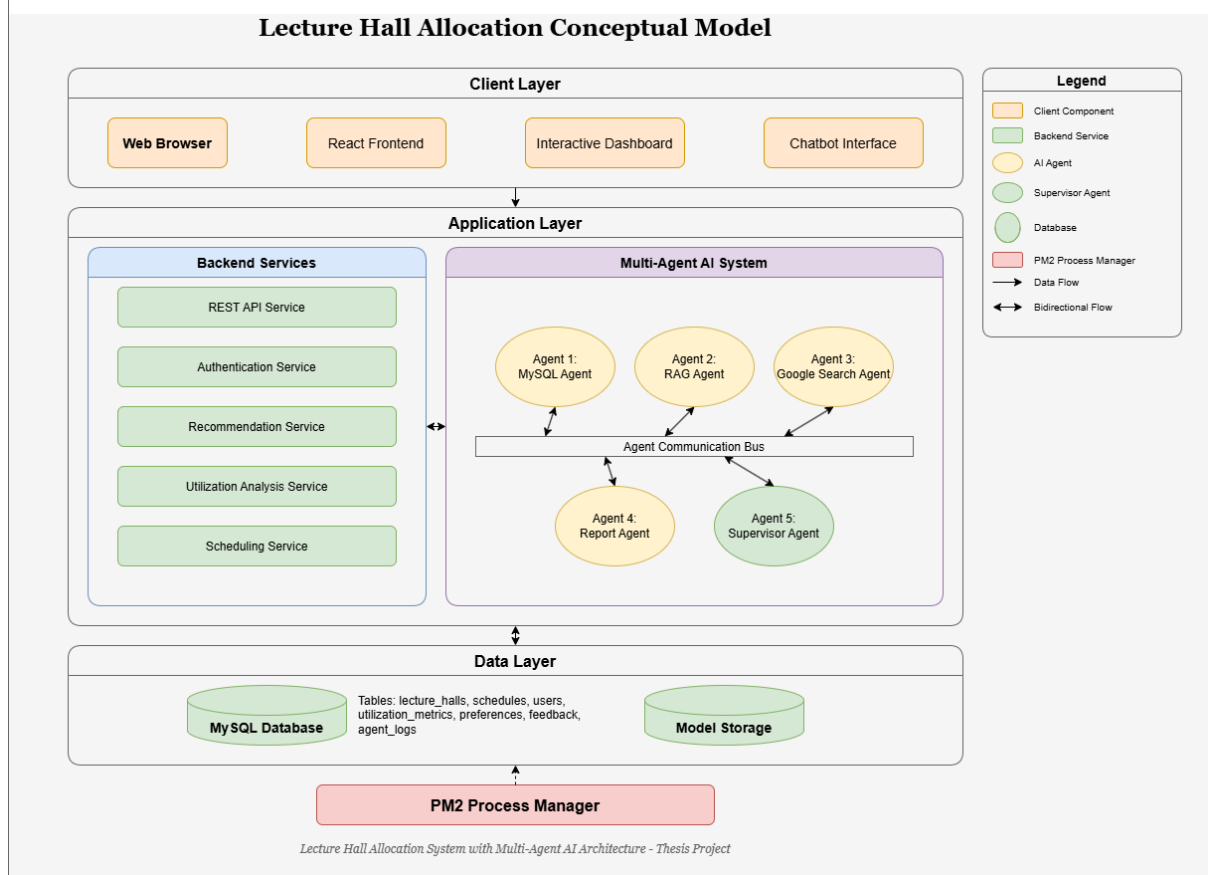 Lecture Hall Allocation Conceptual Model
Client Layer
Web Browser
React Frontend
Interactive Dashboard
Chatbot Interface
Legend
Client Component
Backend Service
AI Agent
Supervisor Agent
Database
PM2 Process Manager
Data Flow
Bidirectional Flow
Application Layer
Backend Services
REST API Service
Authentication Service
Recommendation Service
Utilization Analysis Service
Scheduling Service
Multi-Agent AI System
Agent 1:
MySQL Agent
Agent 2:
RAG Agent
Agent 3:
Google Search Agent
Agent Communication Bus
Agent 4:
Report Agent
Agent 5:
Supervisor Agent
Data Layer
MySQL Database
Tables: lecture_halls, schedules, users,
utilization_metrics, preferences, feedback,
agent_logs
Model Storage
PM2 Process Manager
Lecture Hall Allocation System with Multi-Agent AI Architecture - Thesis Project